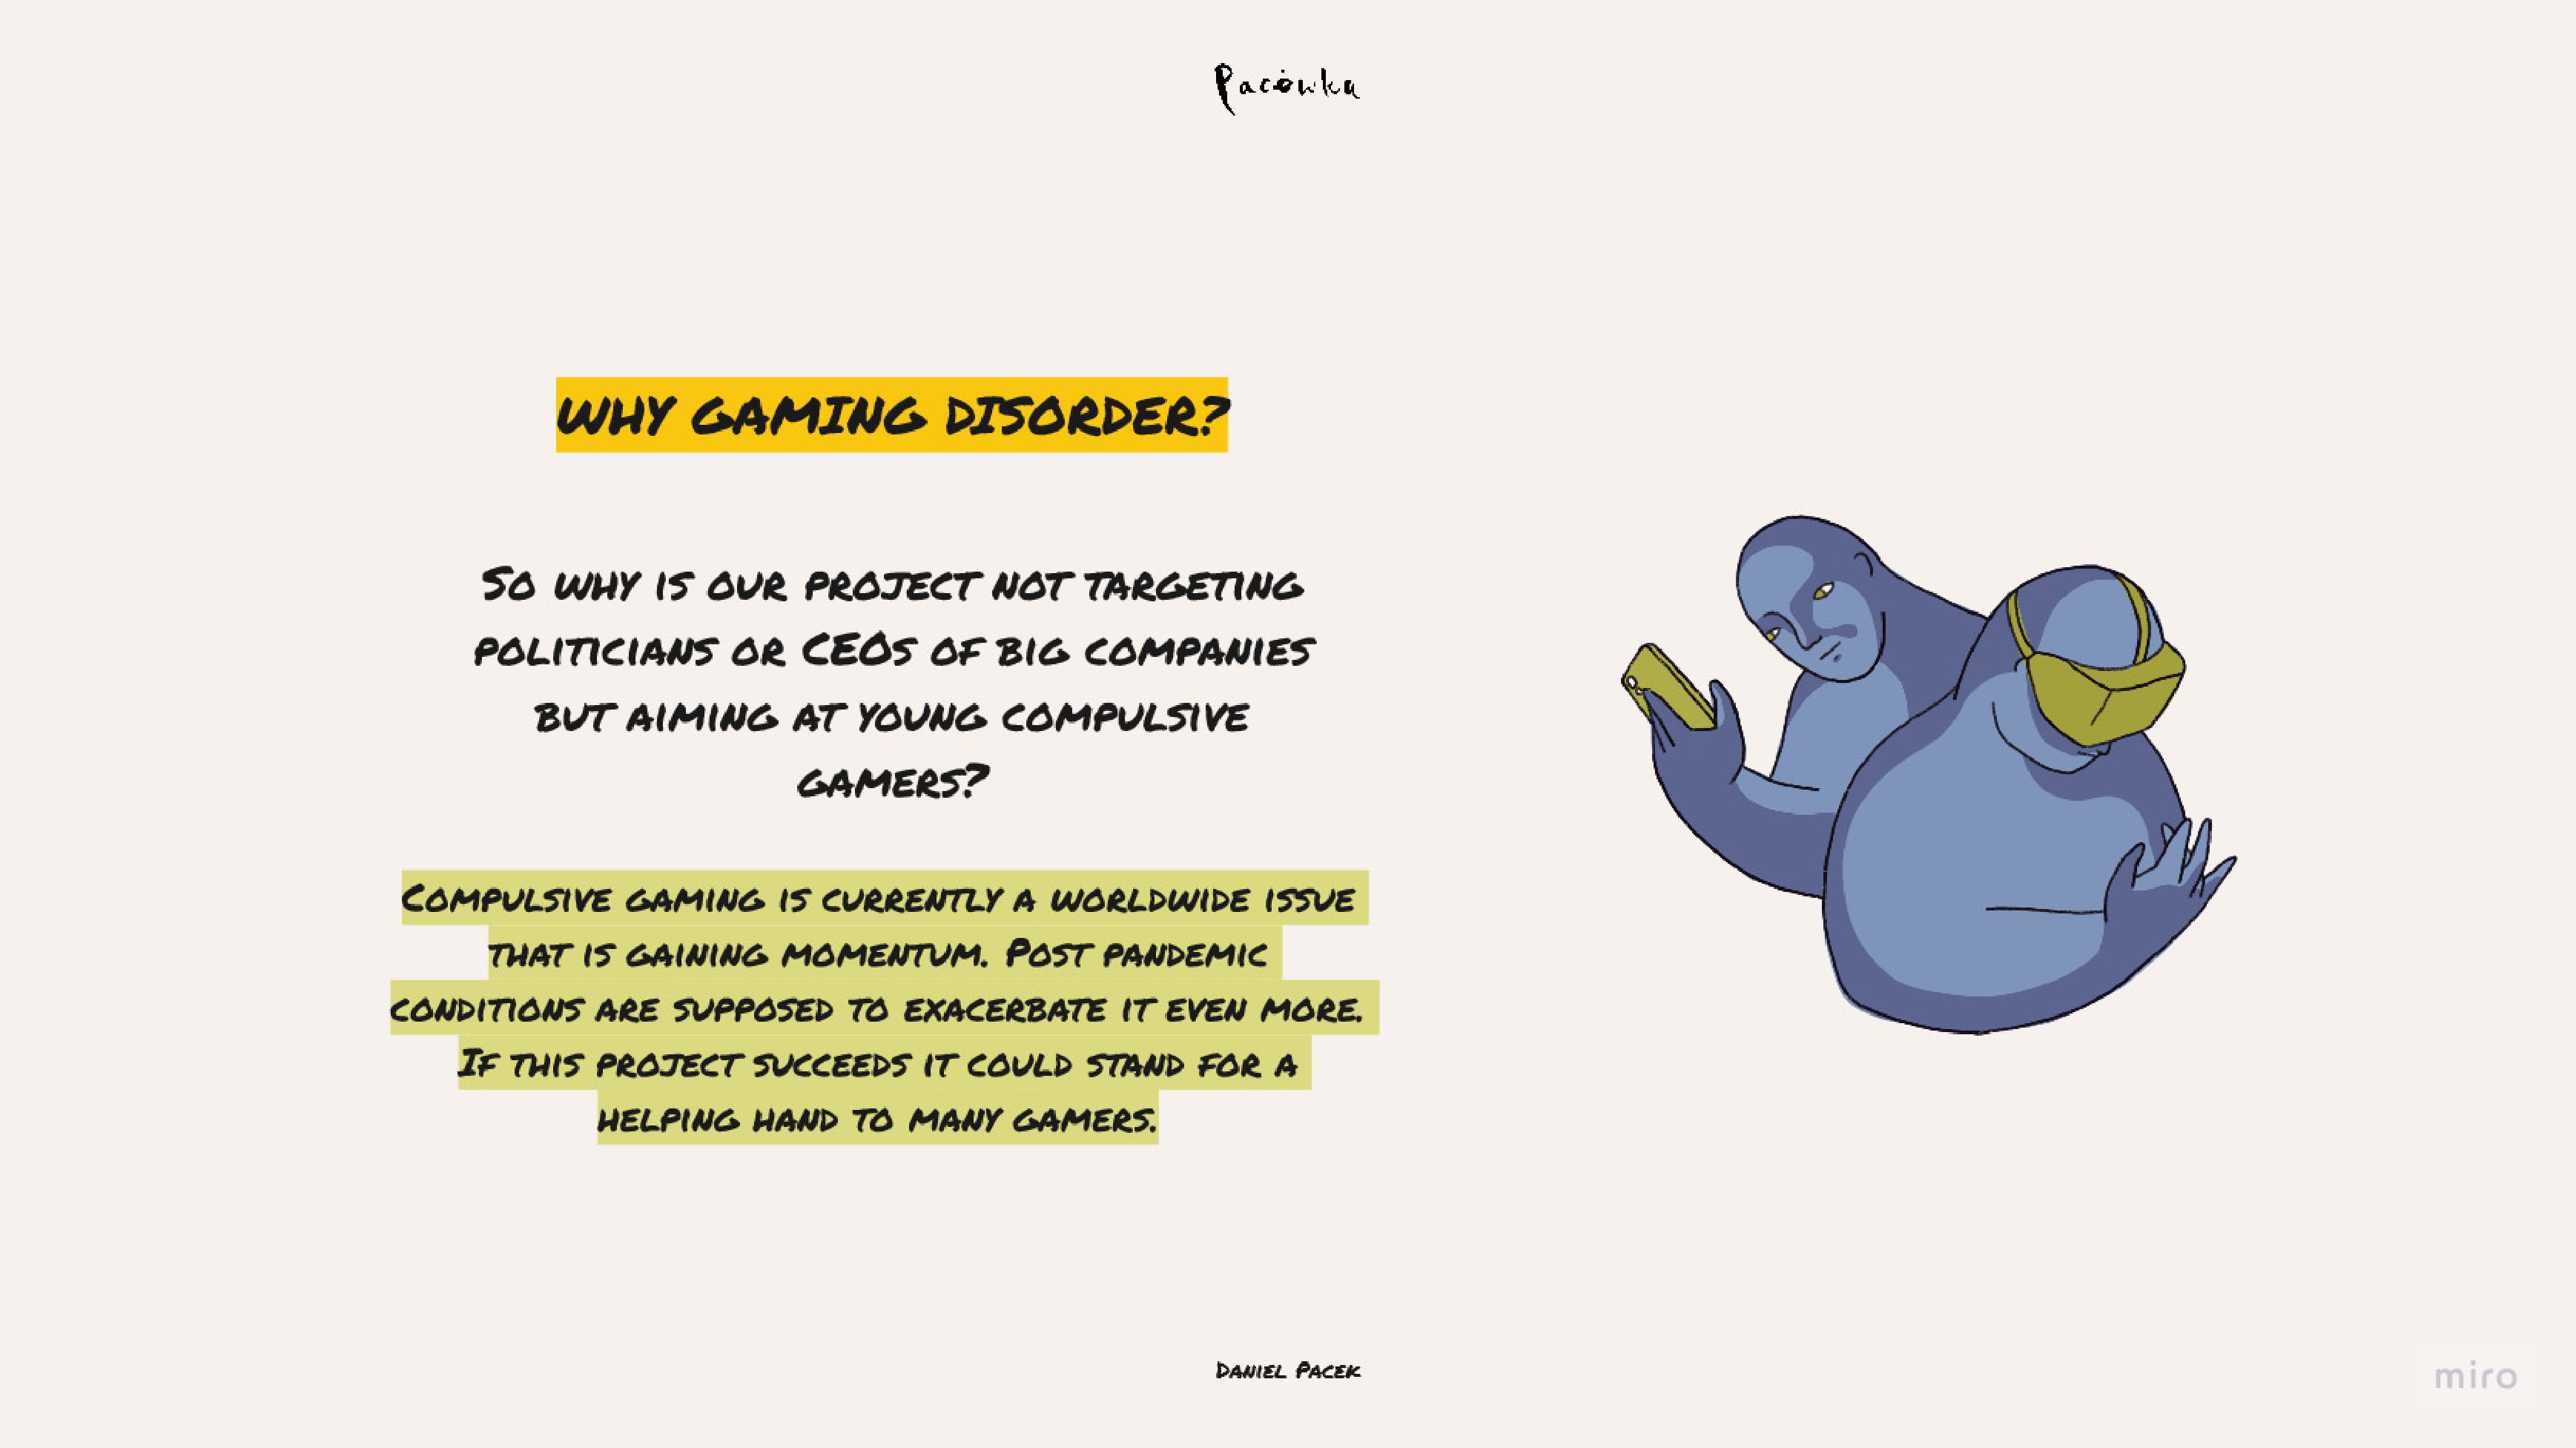 Pacówka
WHY GAMING DISORDER?
So why is our project not targeting
politicians or CEOs of big companies
but aiming at young compulsive
gamers?
Compulsive gaming is currently a worldwide issue
that is gaining momentum. Post pandemic
conditions are supposed to exacerbate it even more.
If this project succeeds it could stand for a
helping hand to many gamers.
Daniel Pacek
miro